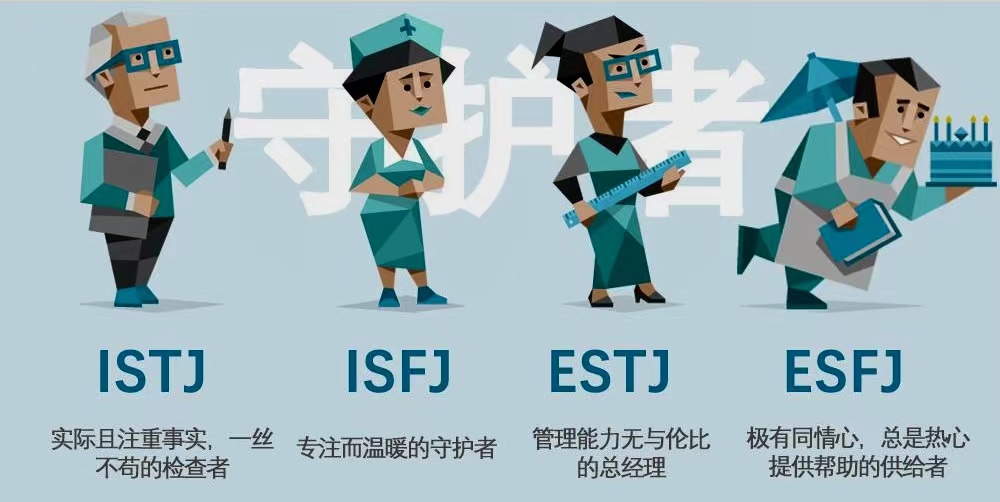 守护者
ISTJ
实际且注重事实，一丝
不苟的检查者
ISFJ
专注而温暖的守护者
ESTJ
管理能力无与伦比
的总经理
ESFJ
极有同情心，总是热心
提供帮助的供给者